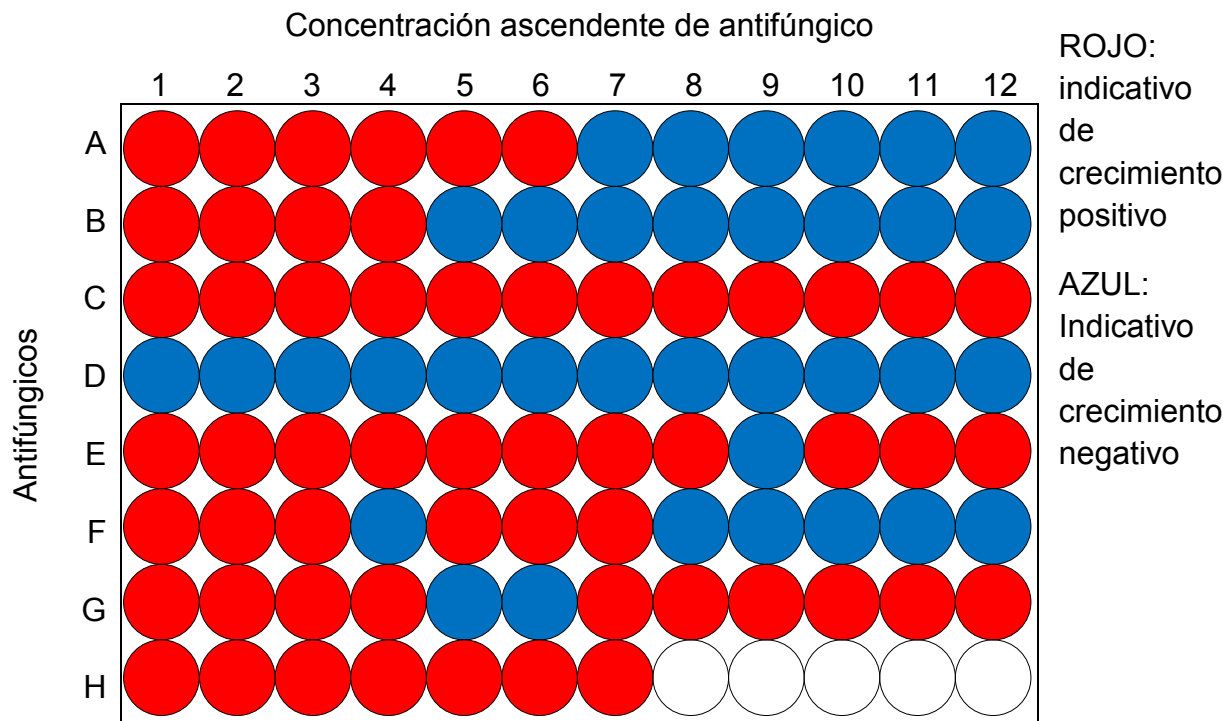 Concentración ascendente de antifúngico
1 2 3 4 5 6 7 8 9 10 11 12
A
B
C
D
E
F
G
H
Antifúngicos
ROJO:
indicativo
de
crecimiento
positivo
AZUL:
Indicativo
de
crecimiento
negativo